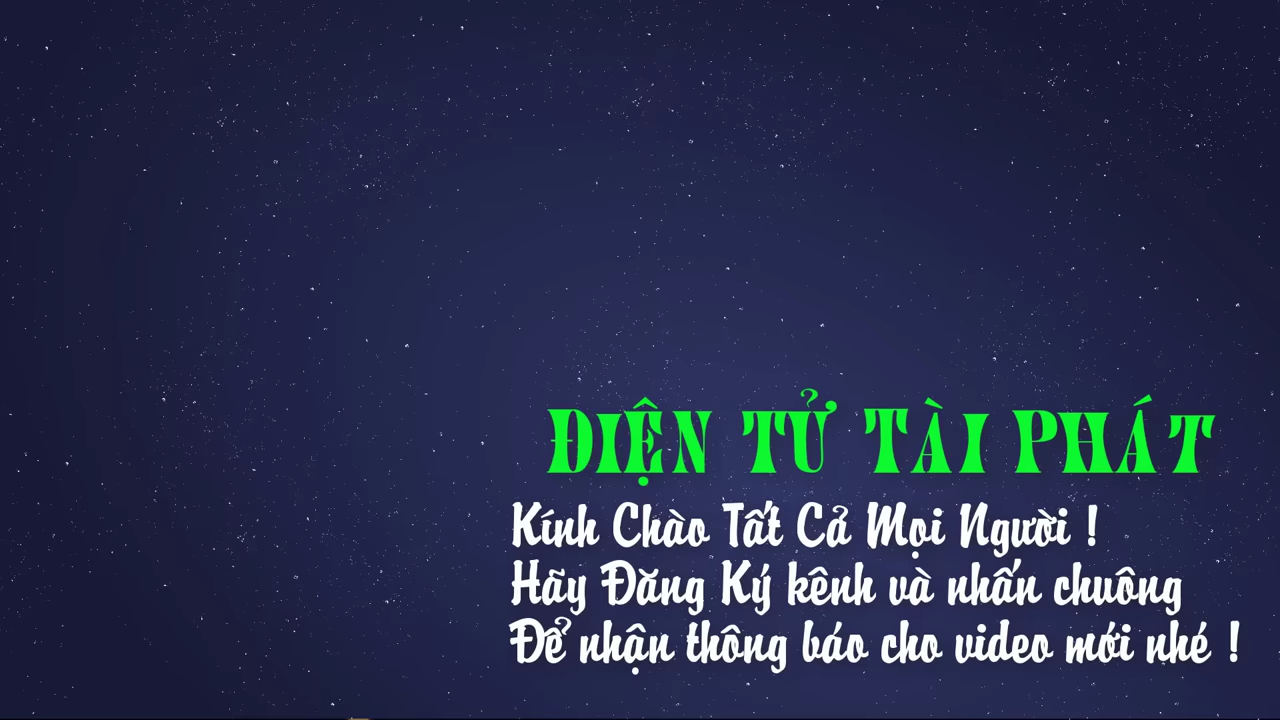 ĐIỆN TỬ TÀI PHÁT
Kính Chào Tất Cả Mọi Người !
Hãy Đăng Ký kênh và nhấn chuông
Để nhận thông báo cho video mới nhé !